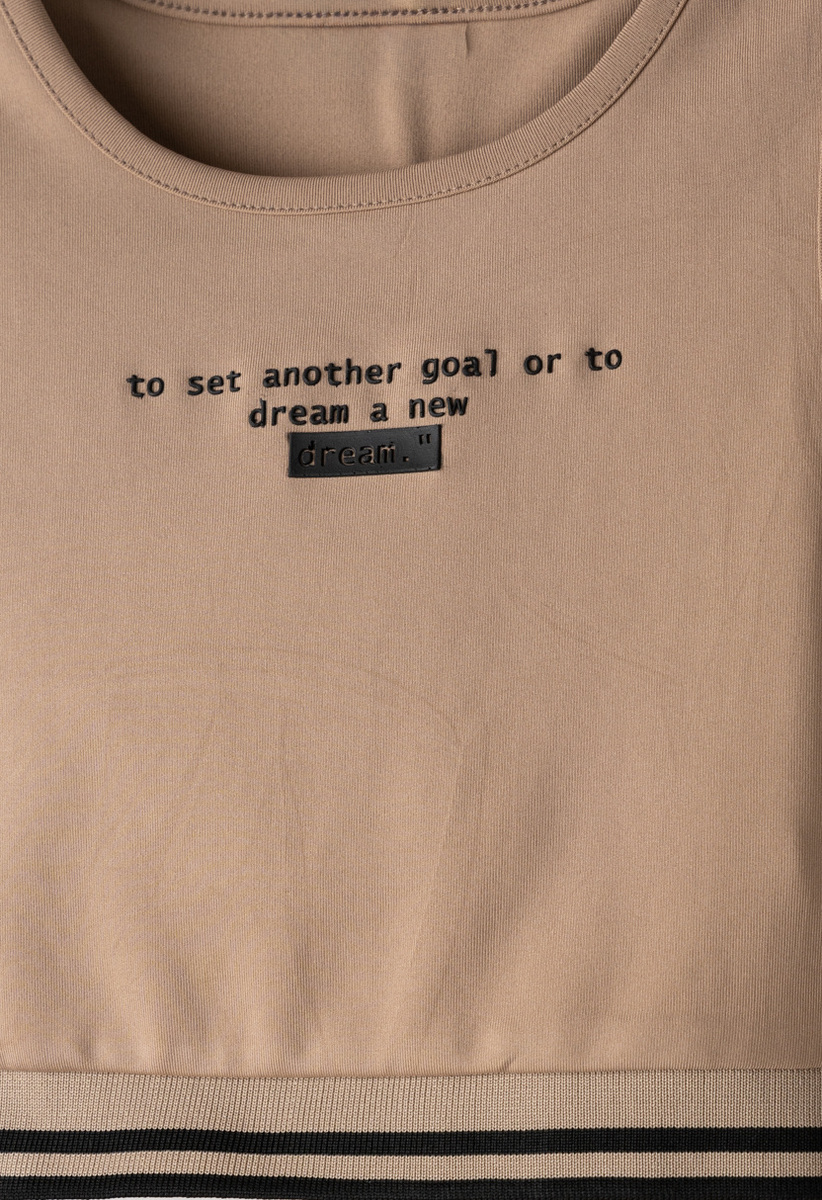 to set another goal or to
dream a new
dream."